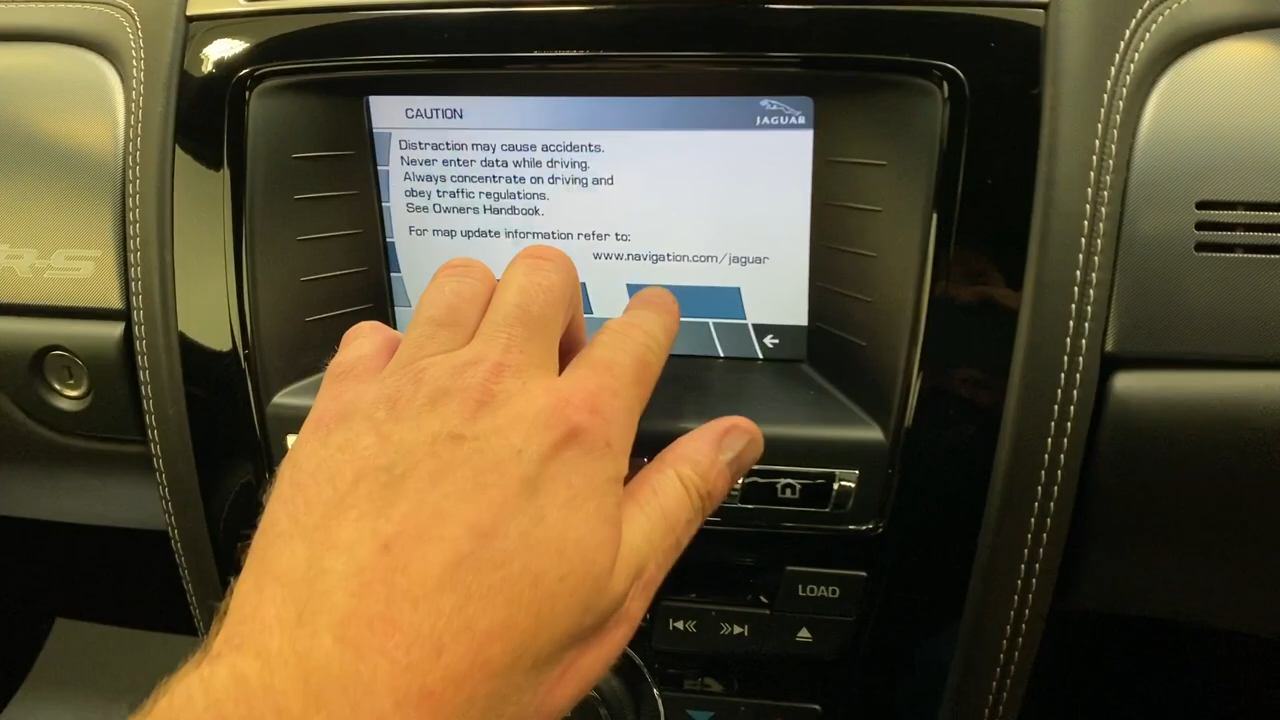 CAUTION
JAGUAR
Distraction may cause accidents.
Never enter data while driving.
Always concentrate on driving and
obey traffic regulations.
See Owners Handbook.
For map update information refer to:
www.navigation.com/jaguar
R-S
LOAD